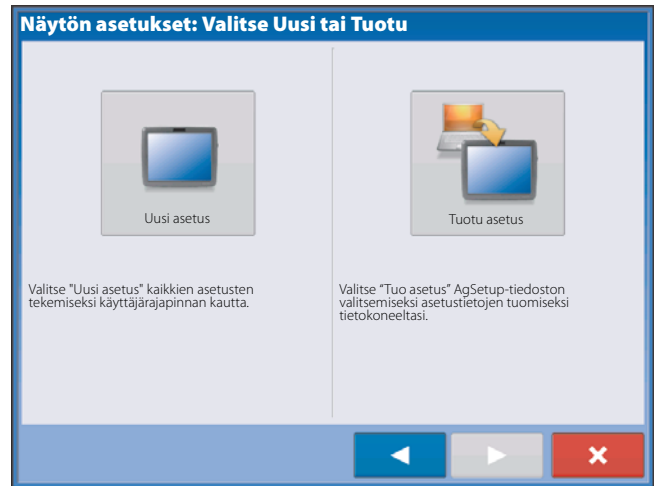 Näytön asetukset: Valitse Uusi tai Tuotu
Uusi asetus
Tuotu asetus
Valitse "Uusi asetus" kaikkien asetusten
tekemiseksi käyttäjärajapinnan kautta.
Valitse “Tuo asetus” AgSetup-tiedoston
valitsemiseksi asetustietojen tuomiseksi
tietokoneeltasi.